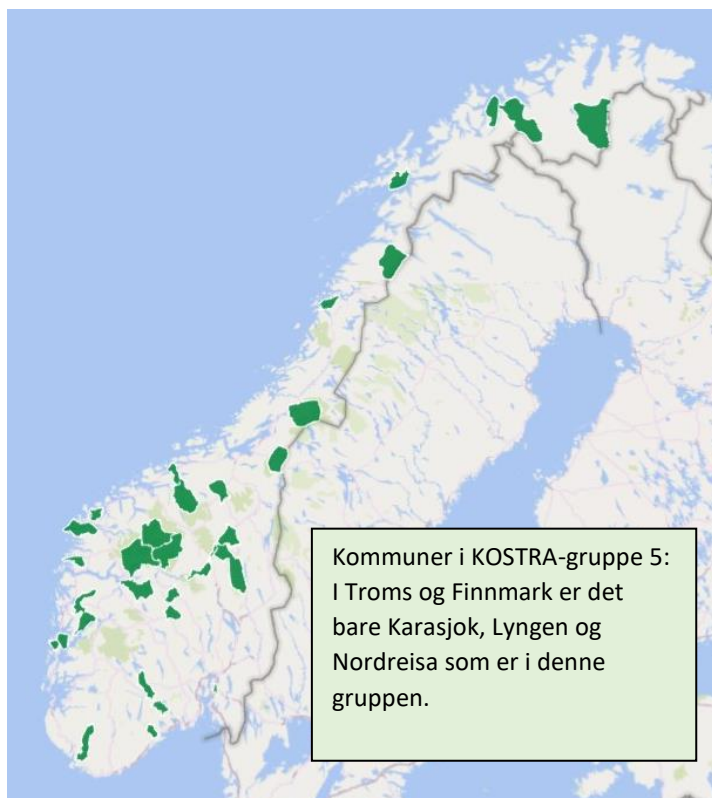 Kommuner i KOSTRA-gruppe 5:
I Troms og Finnmark er det
bare Karasjok, Lyngen og
Nordreisa som er i denne
gruppen.